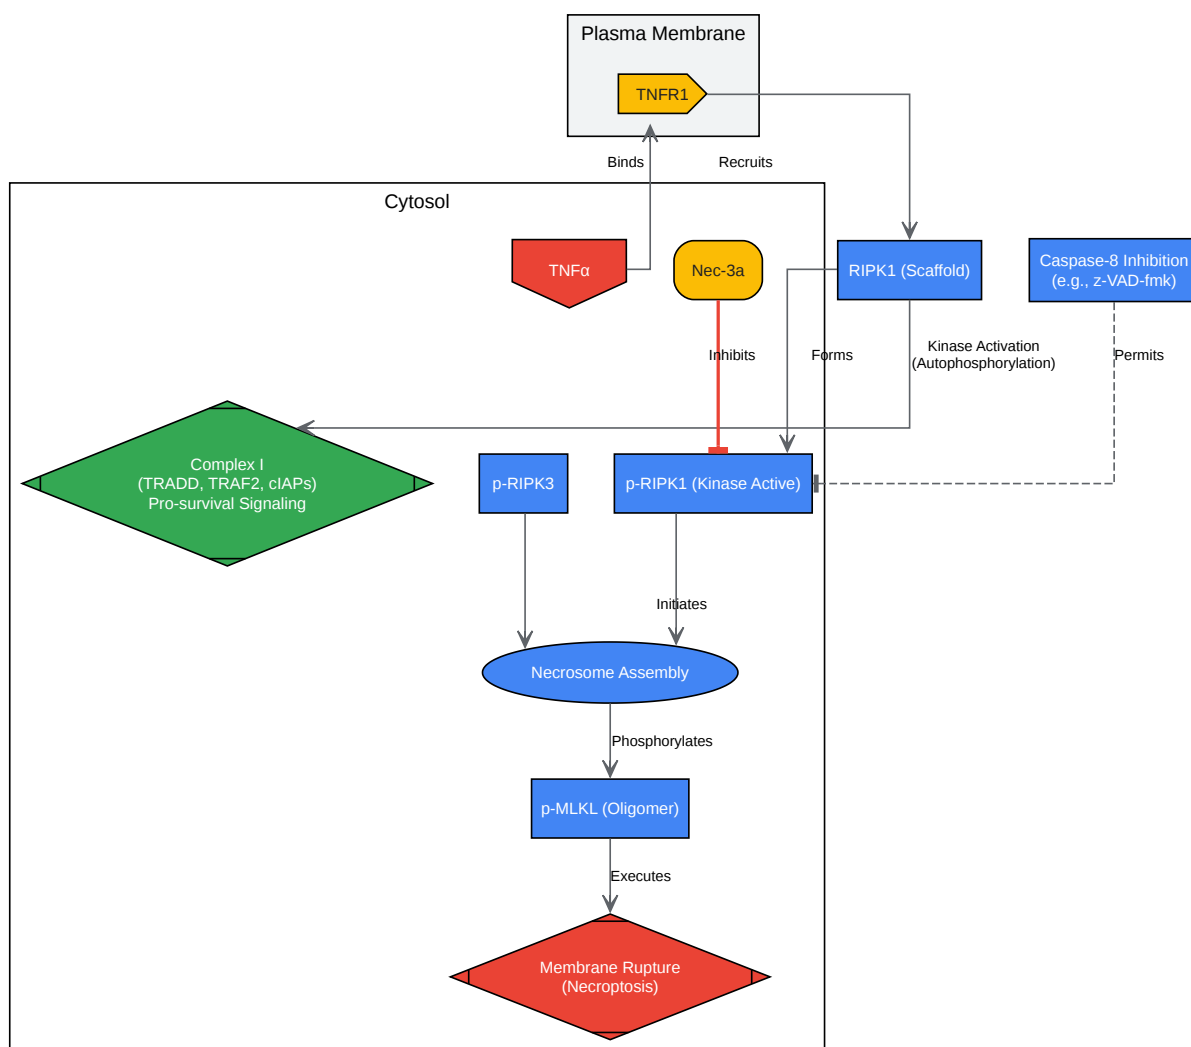 Plasma Membrane
TNFR1
Binds
Recruits
Cytosol
TNFα
Nec-3a
RIPK1 (Scaffold)
Caspase-8 Inhibition
(e.g., z-VAD-fmk)
Inhibits
Forms
Kinase Activation
(Autophosphorylation)
Permits
Complex I
(TRADD, TRAF2, cIAPs)
Pro-survival Signaling
p-RIPK3
p-RIPK1 (Kinase Active)
Initiates
Necrosome Assembly
Phosphorylates
p-MLKL (Oligomer)
Executes
Membrane Rupture
(Necroptosis)